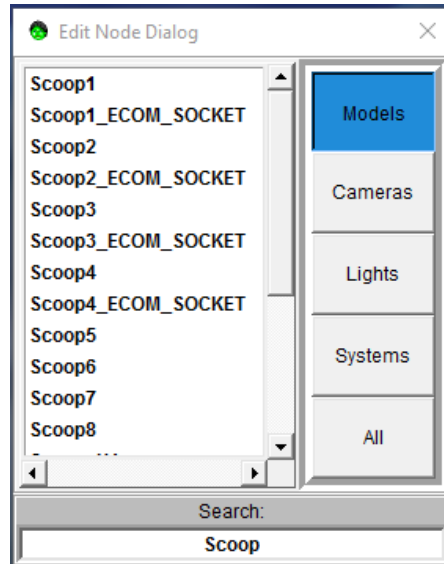 Edit Node Dialog
Scoop1
Scoop1_ECOM_SOCKET
Scoop2
Scoop2_ECOM_SOCKET
Scoop3
Scoop3_ECOM_SOCKET
Scoop4
Scoop4_ECOM_SOCKET
Scoop5
Scoop6
Scoop7
Scoop8
Models
Cameras
Lights
Systems
All
Search:
Scoop